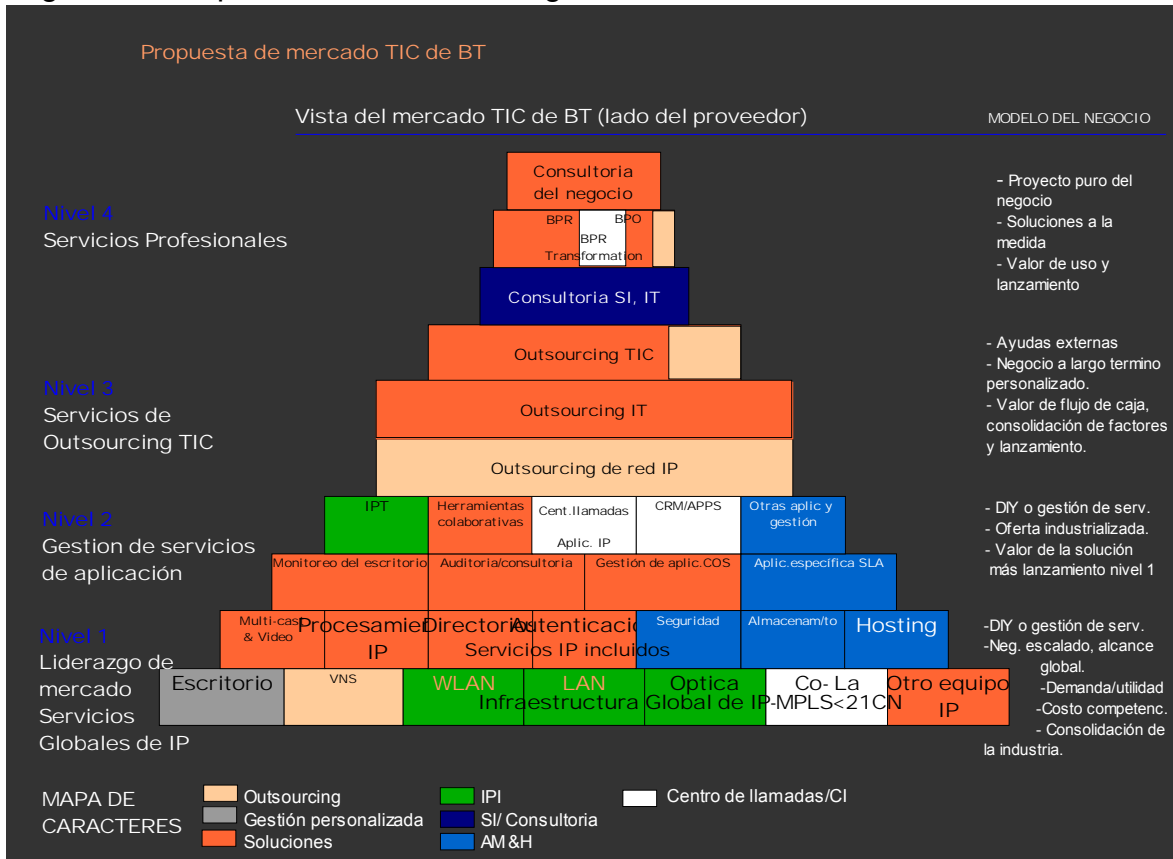 Propuesta de mercado TIC de BT
Vista del mercado TIC de BT (lado del proveedor)
MODELO DEL NEGOCIO
Nivel 4
Servicios Profesionales
Consultoria
del negocio
BPR
BPO
BPR
Transformation
Consultoria SI, IT
- Proyecto puro del
negocio
- Soluciones a la
medida
- Valor de uso y
lanzamiento
Nivel 3
Servicios de
Outsourcing TIC
Outsourcing TIC
Outsourcing IT
Outsourcing de red IP
- Ayudas externas
- Negocio a largo termino
personalizado.
- Valor de flujo de caja,
consolidación de factores
y lanzamiento.
Nivel 2
Gestion de servicios
de aplicación
IPT
Herramientas
colaborativas
Cent.llamadas
Aplic. IP
CRM/APPS
Otras aplic y
gestión
Monitoreo del escritorio
Auditoria/consultoria
Gestión de aplic.COS
Aplic.específica SLA
- DIY o gestión de serv.
- Oferta industrializada.
- Valor de la solución
más lanzamiento nivel 1
Nivel 1
Liderazgo de
mercado
Servicios
Globales de IP
Multi-cast
& Video
Procesamie
IP
Directorios
Autenticació
Servicios IP incluidos
Seguridad
Almacenam/to
Hosting
Escritorio
VNS
WLAN
LAN
Optica
Co- La
Otro equipo
IP
Infraestructura Global de IP-MPLS<21CN
-DIY o gestión de serv.
-Neg. escalado, alcance
global.
-Demanda/utilidad
-Costo competenc.
- Consolidación de
la industria.
MAPA DE
CARACTERES
Outsourcing
Gestión personalizada
Soluciones
IPI
SI/ Consultoria
AM&H
Centro de llamadas/CI